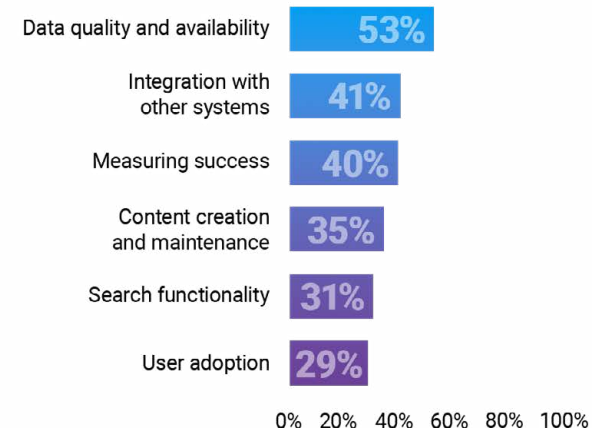 Data quality and availability 53%
Integration with
other systems 41%
Measuring success 40%
Content creation
and maintenance 35%
Search functionality 31%
User adoption 29%
0% 20% 40% 60% 80% 100%